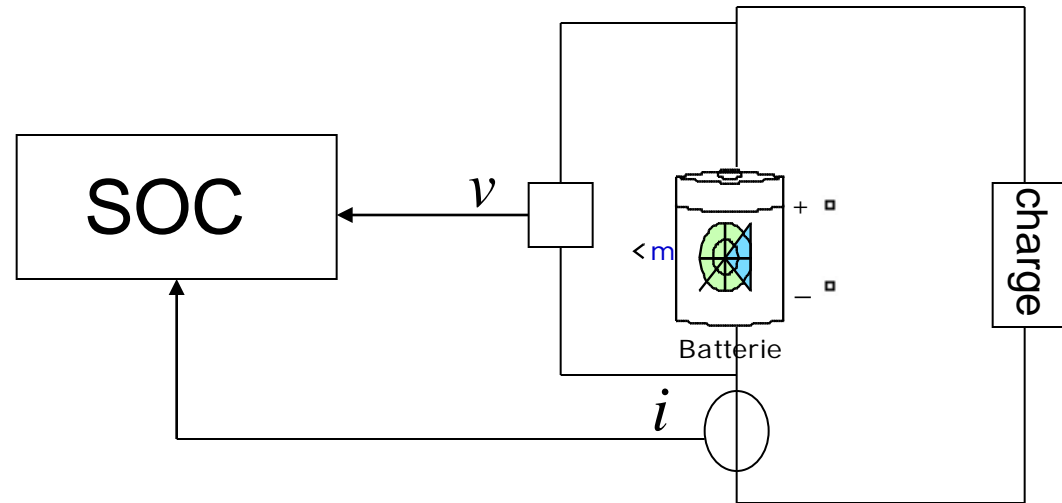 SOC
v
<m
+
charge
–
Batterie
i